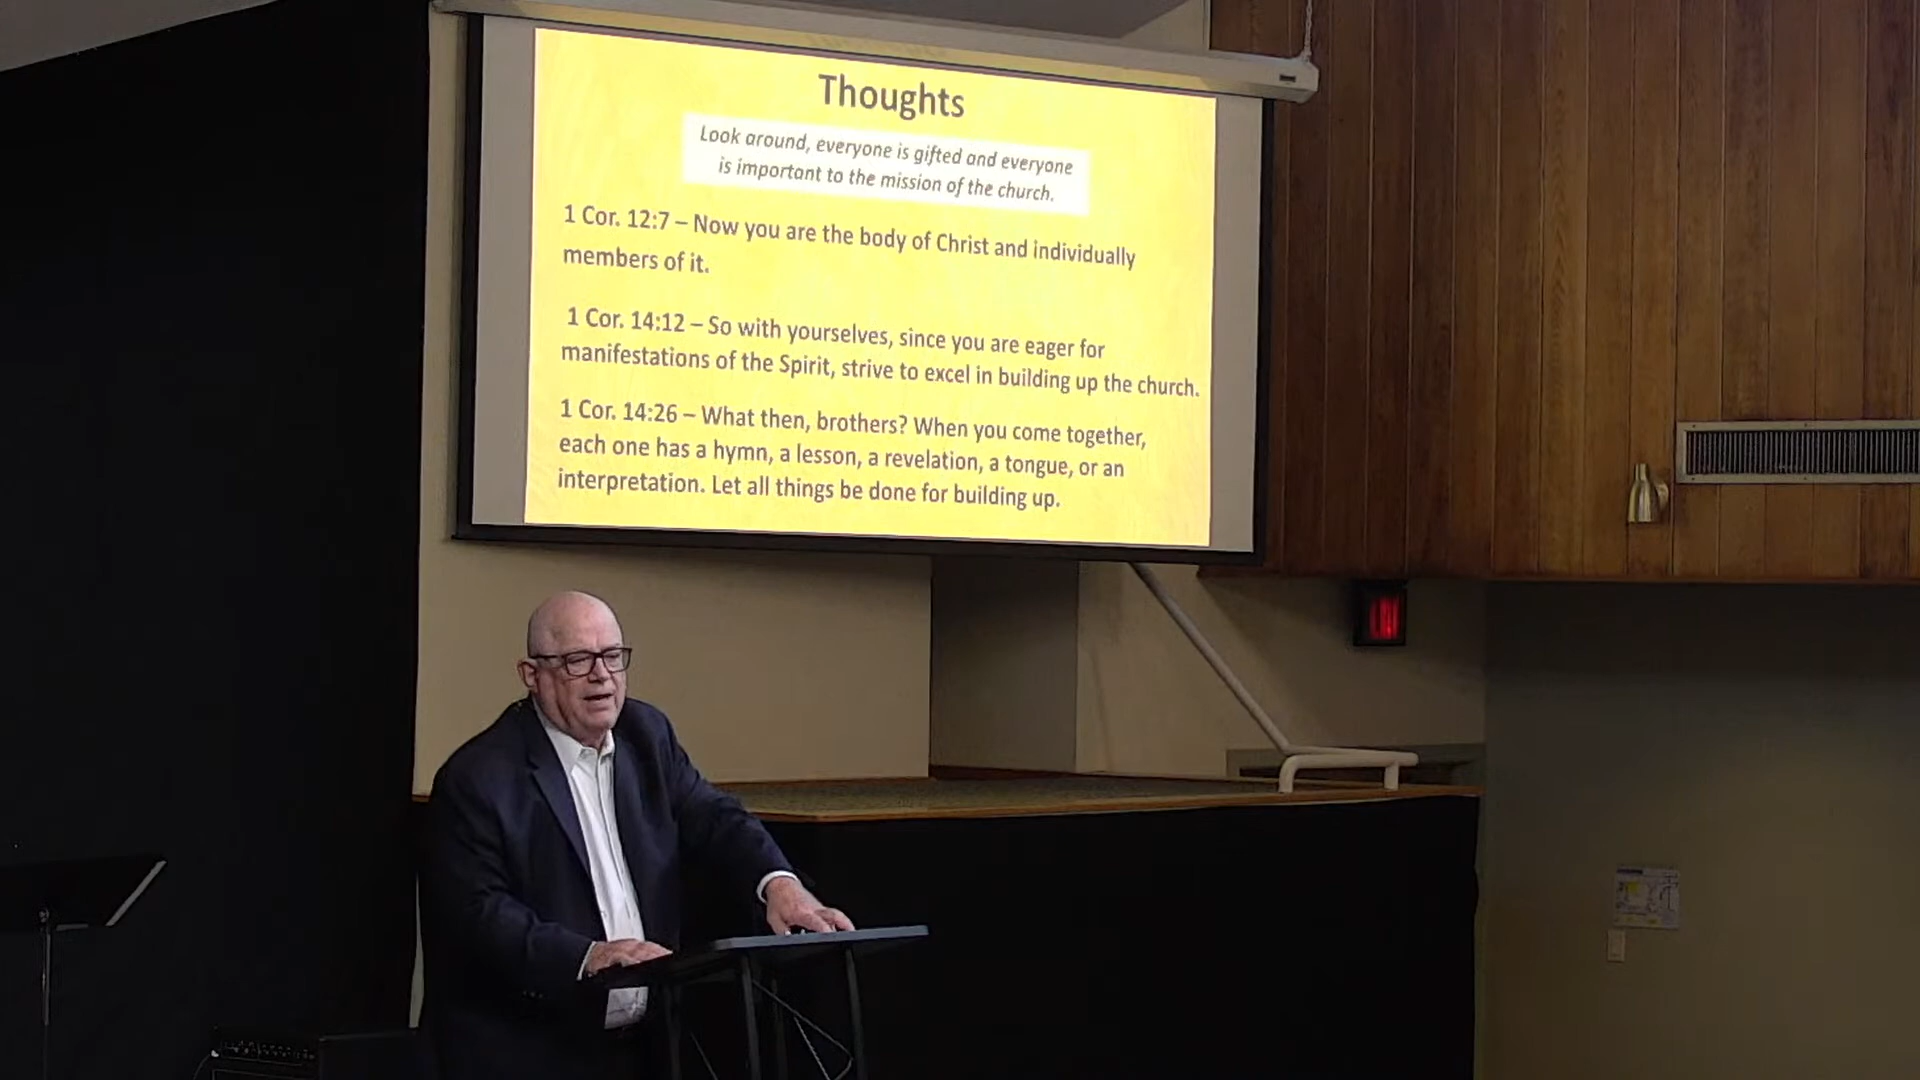 Thoughts
Look around, everyone is gifted and everyone
is important to the mission of the church.
1 Cor. 12:7 – Now you are the body of Christ and individually
members of it.
1 Cor. 14:12 – So with yourselves, since you are eager for
manifestations of the Spirit, strive to excel in building up the church.
1 Cor. 14:26 – What then, brothers? When you come together,
each one has a hymn, a lesson, a revelation, a tongue, or an
interpretation. Let all things be done for building up.